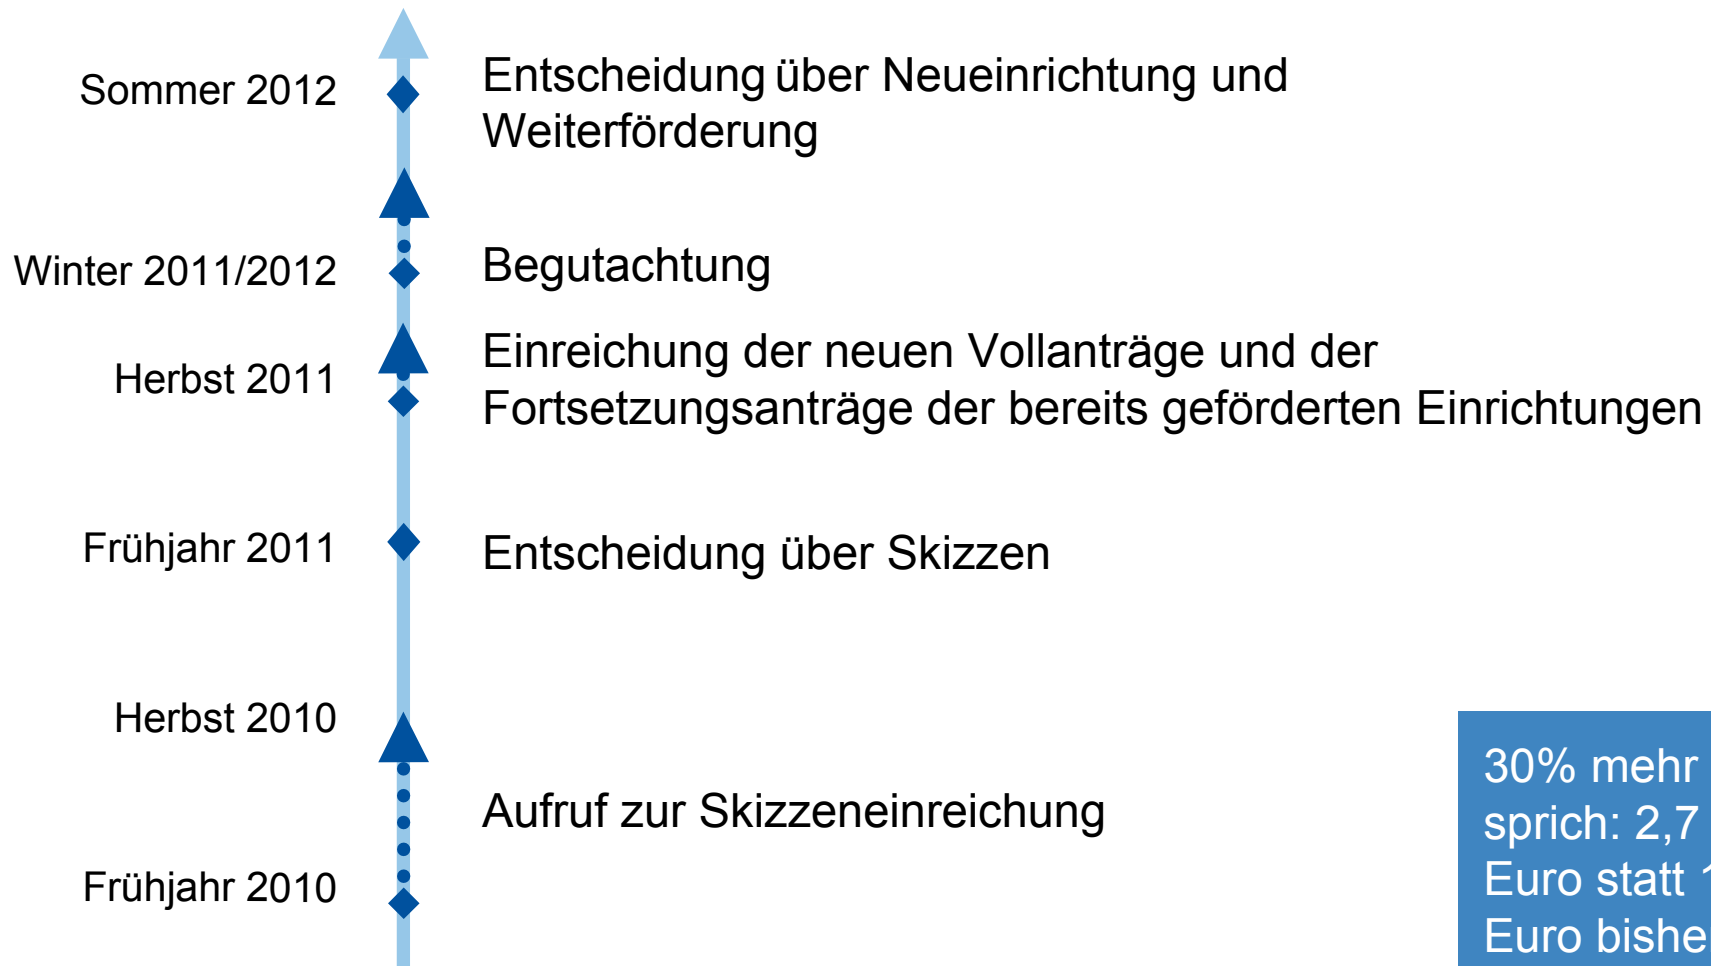 Sommer 2012
Entscheidung über Neueinrichtung und
Weiterförderung
Winter 2011/2012
Begutachtung
Herbst 2011
Einreichung der neuen Vollanträge und der
Fortsetzungsanträge der bereits geförderten Einrichtungen
Frühjahr 2011
Entscheidung über Skizzen
Herbst 2010
Aufruf zur Skizzeneinreichung
Frühjahr 2010
30% mehr
sprich: 2,7
Euro statt
Euro